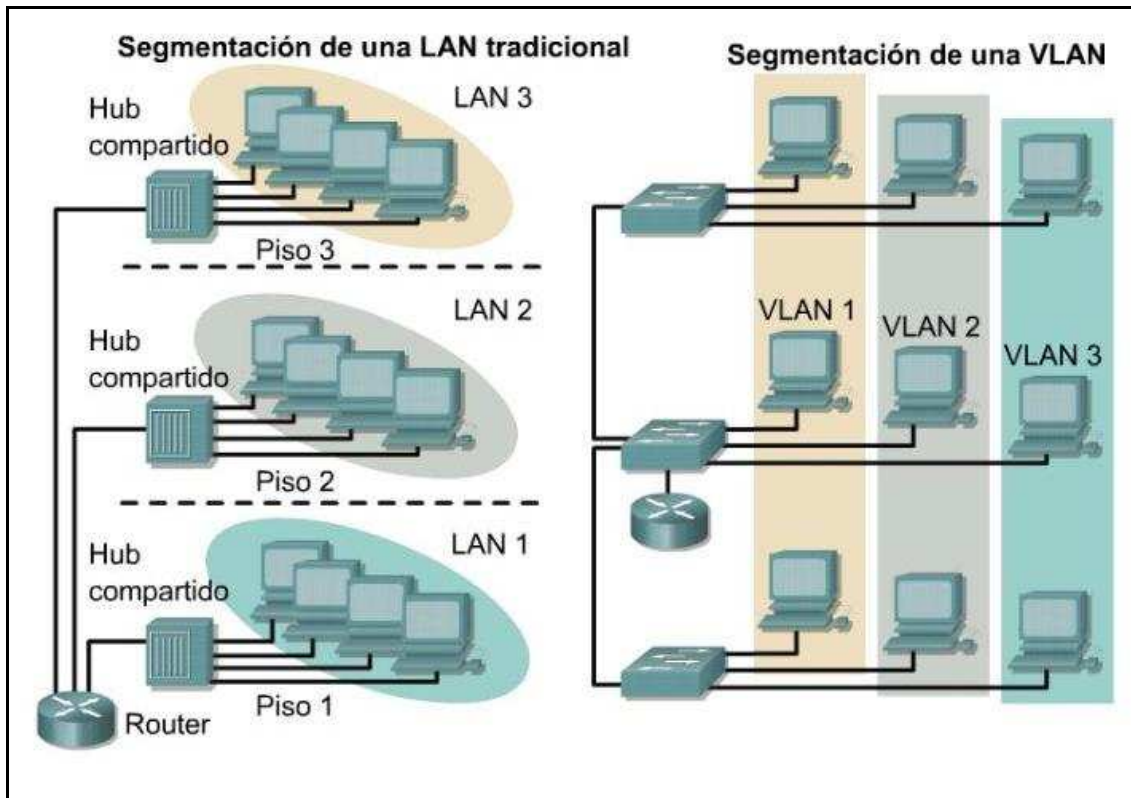 Segmentación de una LAN tradicional
LAN 3
Hub
compartido
Piso 3
LAN 2
Hub
compartido
Piso 2
LAN 1
Hub
compartido
Piso 1
Router
Segmentación de una VLAN
VLAN 1
VLAN 2
VLAN 3